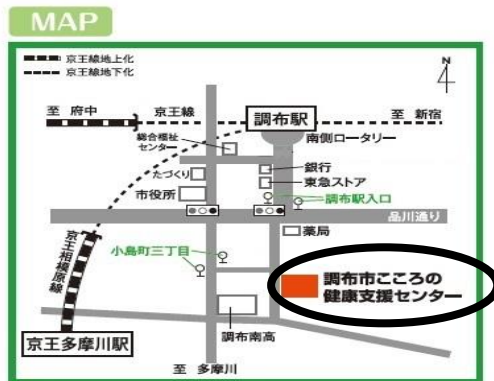 MAP
京王線地上化
京王線地下化
N
至 府中
京王線
調布駅
至 新宿
総合福祉
センター
南側ロータリー
たづくり
銀行
東急ストア
市役所
調布駅入口
品川通り
薬局
京王相模原線
小島町三丁目
調布市こころの
健康支援センター
京王多摩川駅
調布南高
至 多摩川